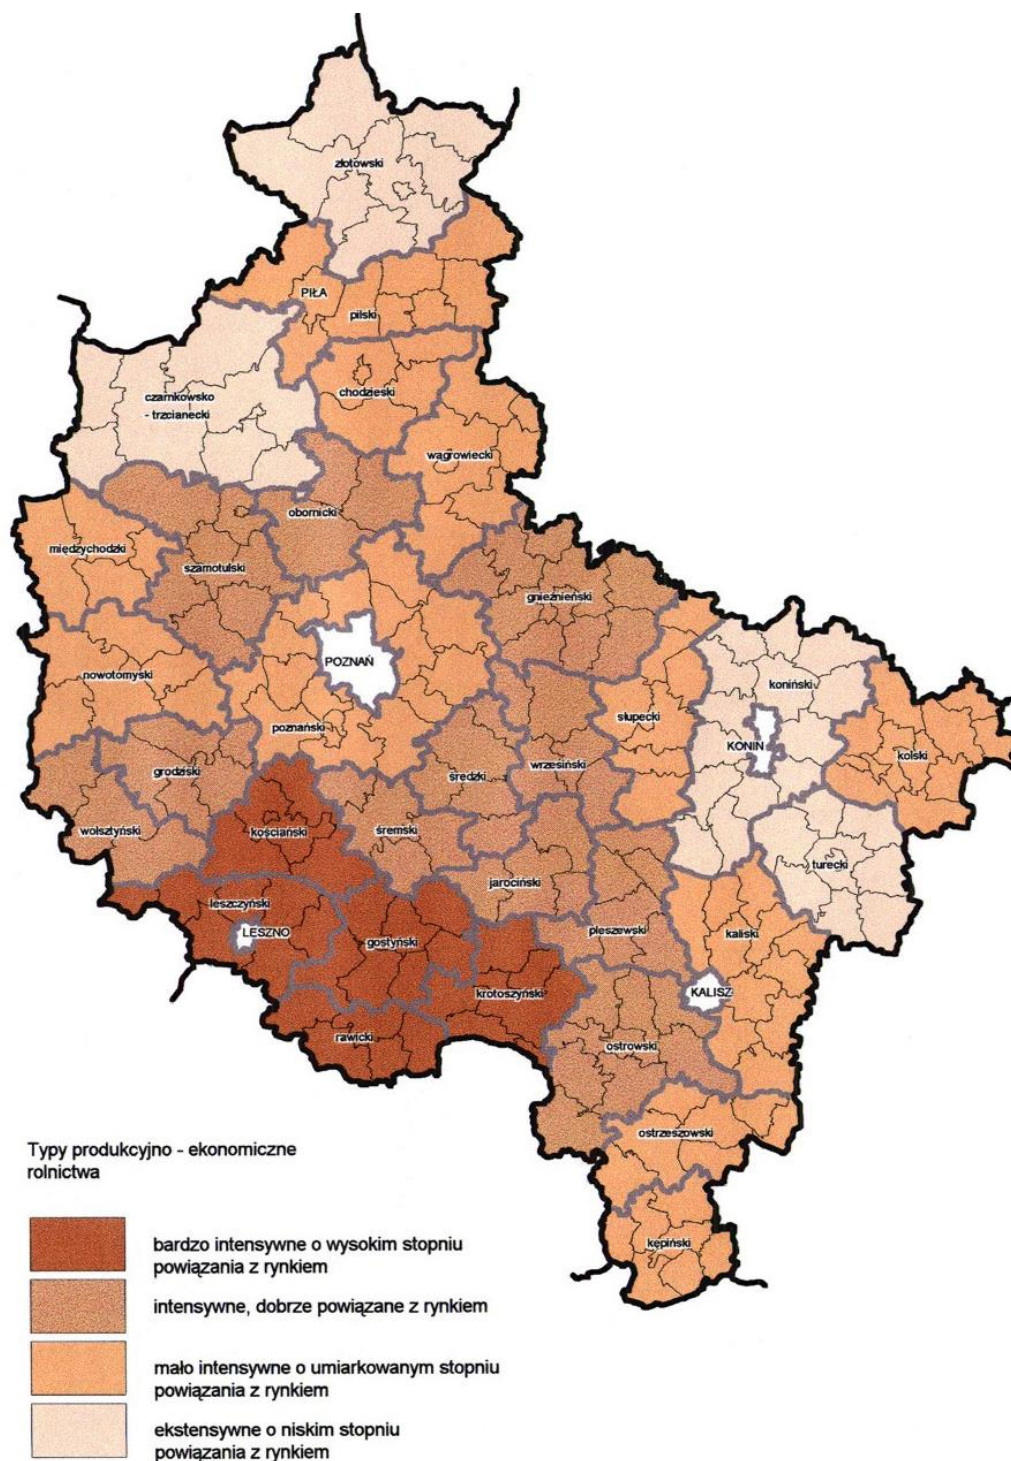 złotowski
PIŁA
pilski
chodzieski
czarnkowsko
- trzcianecki
wągrowiecki
obornicki
międzychodzki
szamotulski
gnieźnieński
POZNAŃ
nowotomyski
koniński
słupecki
poznański
KONIN
kolski
wrzesiński
średzki
grodziski
wolsztyński
kościański
śremski
turecki
jarociński
leszczyński
LESZNO
gostyński
pleszewski
kaliski
krotoszyński
KALISZ
rawicki
ostrowski
ostrzeszowski
kępiński
Typy produkcyjno - ekonomiczne
rolnictwa
bardzo intensywne o wysokim stopniu
powiązania z rynkiem
intensywne, dobrze powiązane z rynkiem
mało intensywne o umiarkowanym stopniu
powiązania z rynkiem
ekstensywne o niskim stopniu
powiązania z rynkiem